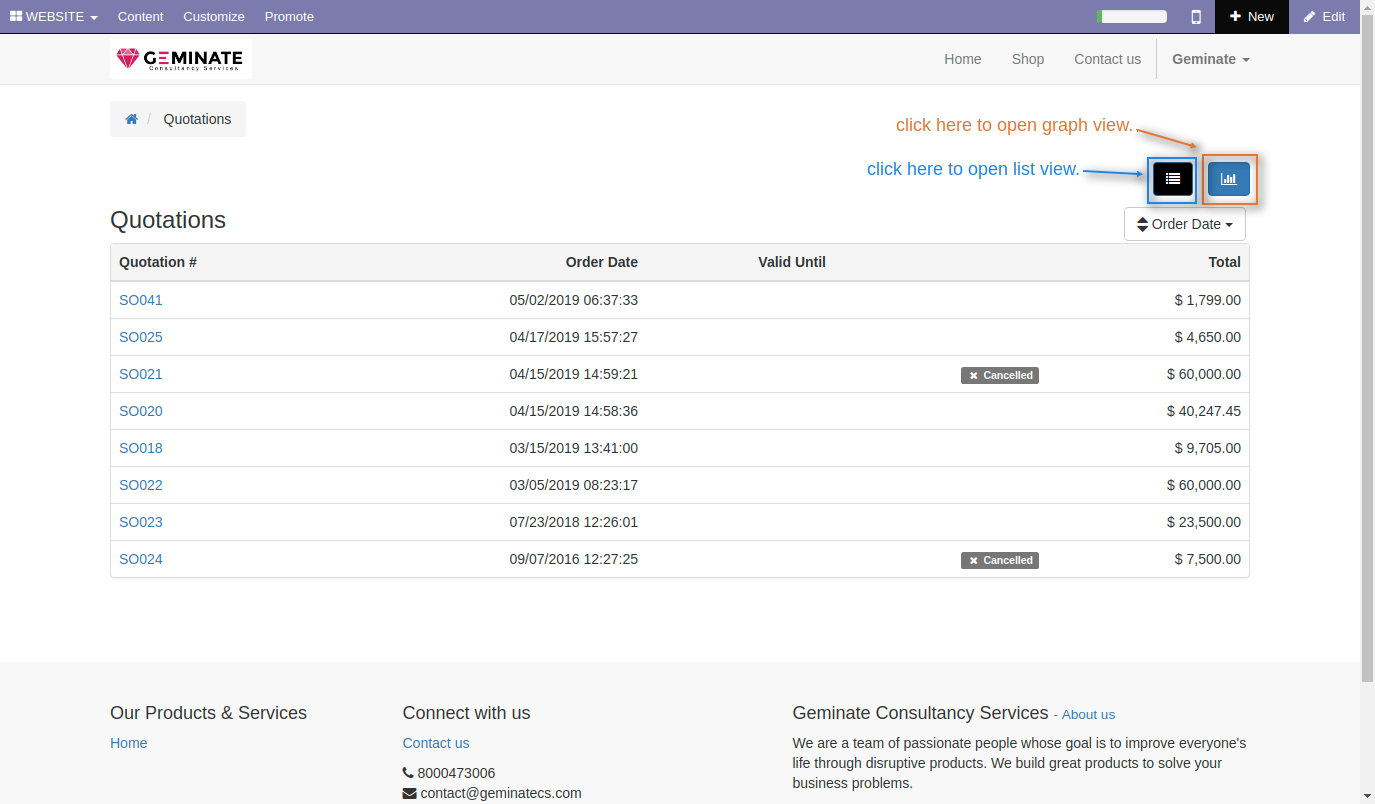 WEBSITE Content Customize Promote New Edit
GEMINATE
Consultancy Services
Home Shop Contact us Geminate
/ Quotations
click here to open graph view.
click here to open list view.
Quotations
Order Date
Quotation # Order Date Valid Until Total
SO041 05/02/2019 06:37:33 $ 1,799.00
SO025 04/17/2019 15:57:27 $ 4,650.00
SO021 04/15/2019 14:59:21 Cancelled $ 60,000.00
SO020 04/15/2019 14:58:36 $ 40,247.45
SO018 03/15/2019 13:41:00 $ 9,705.00
SO022 03/05/2019 08:23:17 $ 60,000.00
SO023 07/23/2018 12:26:01 $ 23,500.00
SO024 09/07/2016 12:27:25 Cancelled $ 7,500.00
Our Products & Services
Home
Connect with us
Contact us
8000473006
contact@geminatecs.com
Geminate Consultancy Services - About us
We are a team of passionate people whose goal is to improve everyone's
life through disruptive products. We build great products to solve your
business problems.